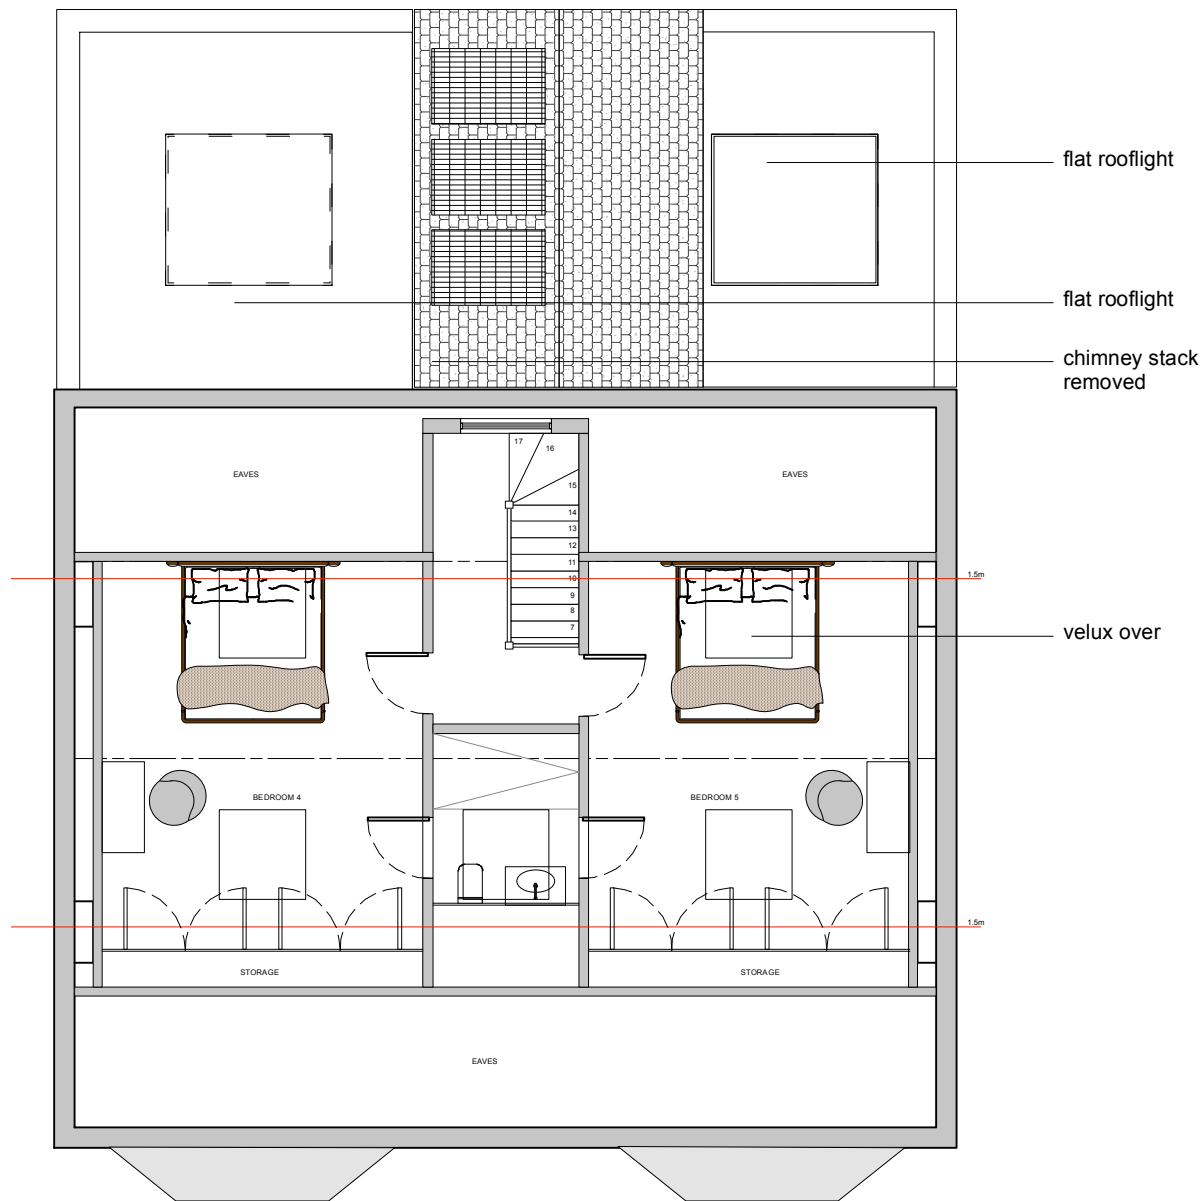 flat rooflight
flat rooflight
chimney stack
removed
17
16
EAVES
EAVES
15
14
13
12
11
10
1.5m
9
8
7
velux over
BEDROOM 4
BEDROOM 5
1.5m
STORAGE
STORAGE
EAVES